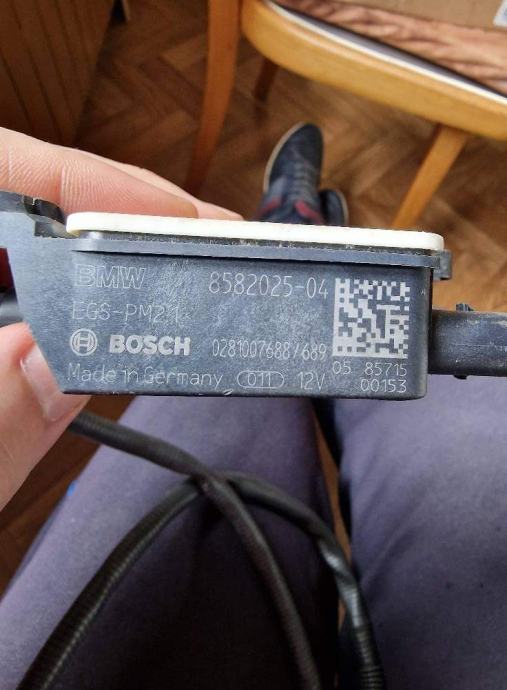 BMW 8582025-04
EGS-PM2.1
BOSCH 0281007688/689
Made in Germany 011 12V
05 85715
00153